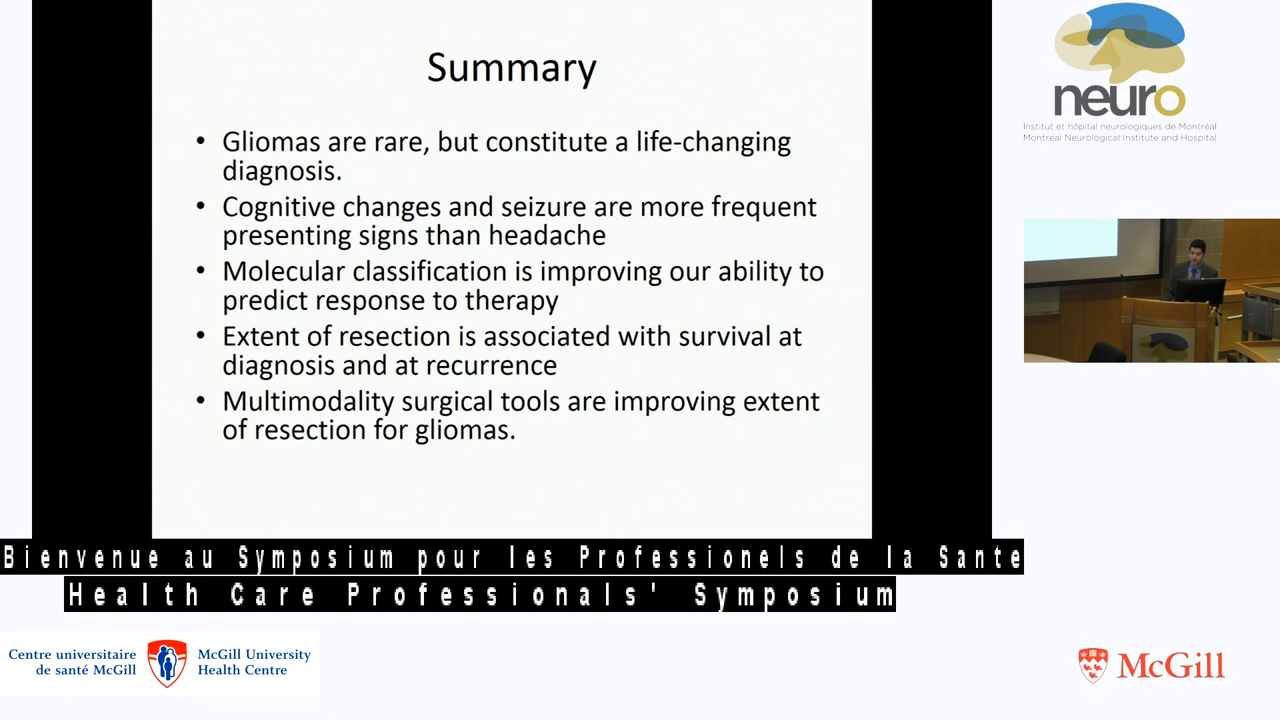 Summary
• Gliomas are rare, but constitute a life-changing
diagnosis.
• Cognitive changes and seizure are more frequent
presenting signs than headache
• Molecular classification is improving our ability to
predict response to therapy
• Extent of resection is associated with survival at
diagnosis and at recurrence
• Multimodality surgical tools are improving extent
of resection for gliomas.
neuro
Institut et hôpital neurologiques de Montréal
Montreal Neurological Institute and Hospital
Bienvenue au Symposium pour les Professionels de la Sante
Health Care Professionals' Symposium
Centre universitaire
de santé McGill
McGill University
Health Centre
McGill